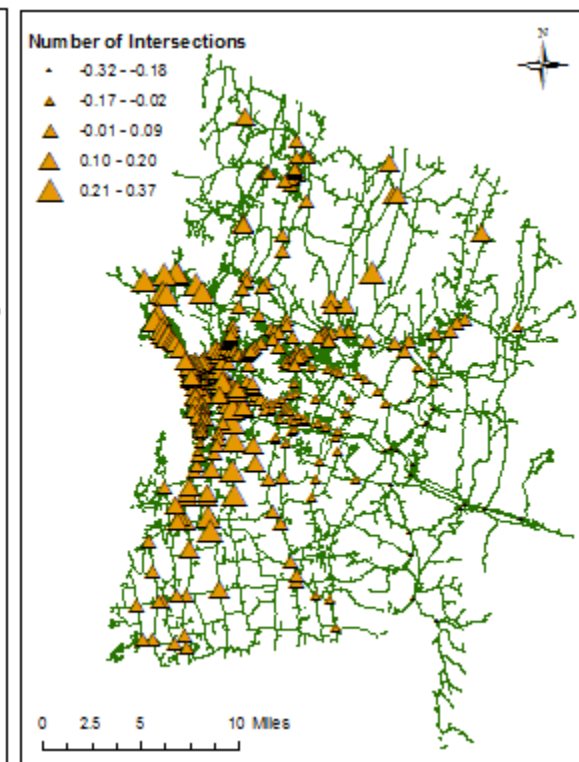 Number of Intersections
N
-0.32 - -0.18
-0.17 - -0.02
-0.01 - 0.09
0.10 - 0.20
0.21 - 0.37
0 2.5 5 10 Miles